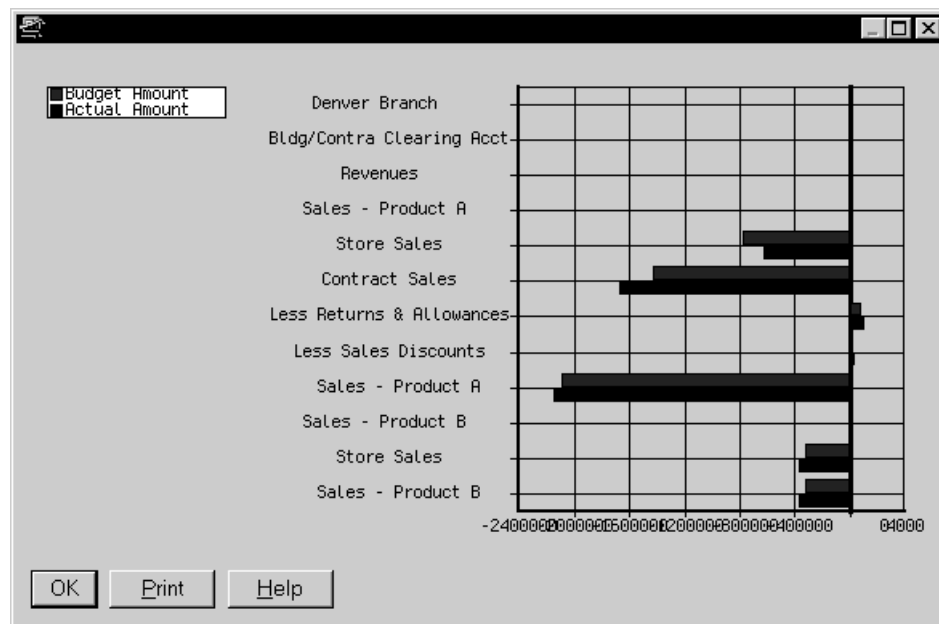 Budget Amount
Actual Amount
Denver Branch
Bldg/Contra Clearing Acct
Revenues
Sales - Product A
Store Sales
Contract Sales
Less Returns & Allowances
Less Sales Discounts
Sales - Product A
Sales - Product B
Store Sales
Sales - Product B
OK Print Help